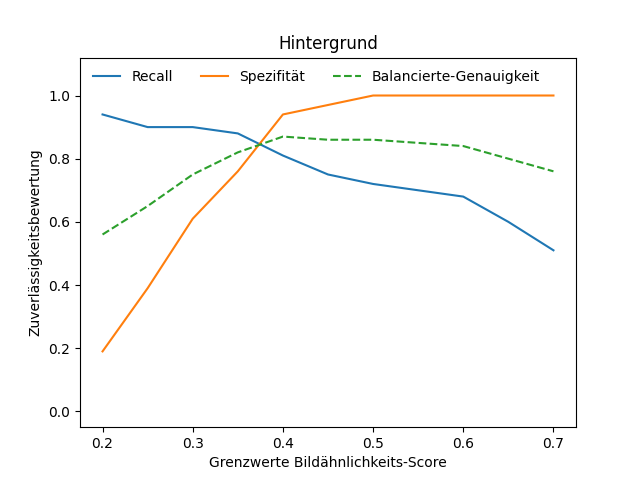 Hintergrund
Recall Spezifität Balancierte-Genauigkeit
1.0
0.8
0.6
0.4
0.2
0.0
Zuverlässigkeitsbewertung
0.2 0.3 0.4 0.5 0.6 0.7
Grenzwerte Bildähnlichkeits-Score